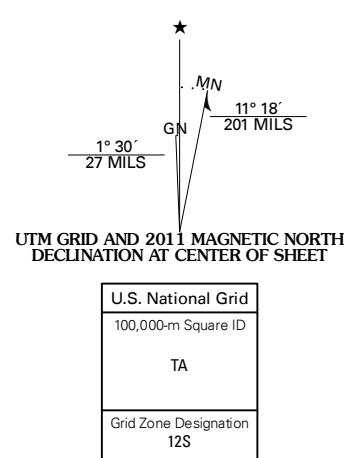 ★
MN
GN
11° 18´
201 MILS
1° 30´
27 MILS
UTM GRID AND 2011 MAGNETIC NORTH
DECLINATION AT CENTER OF SHEET
U.S. National Grid
100,000-m Square ID
TA
Grid Zone Designation
12S